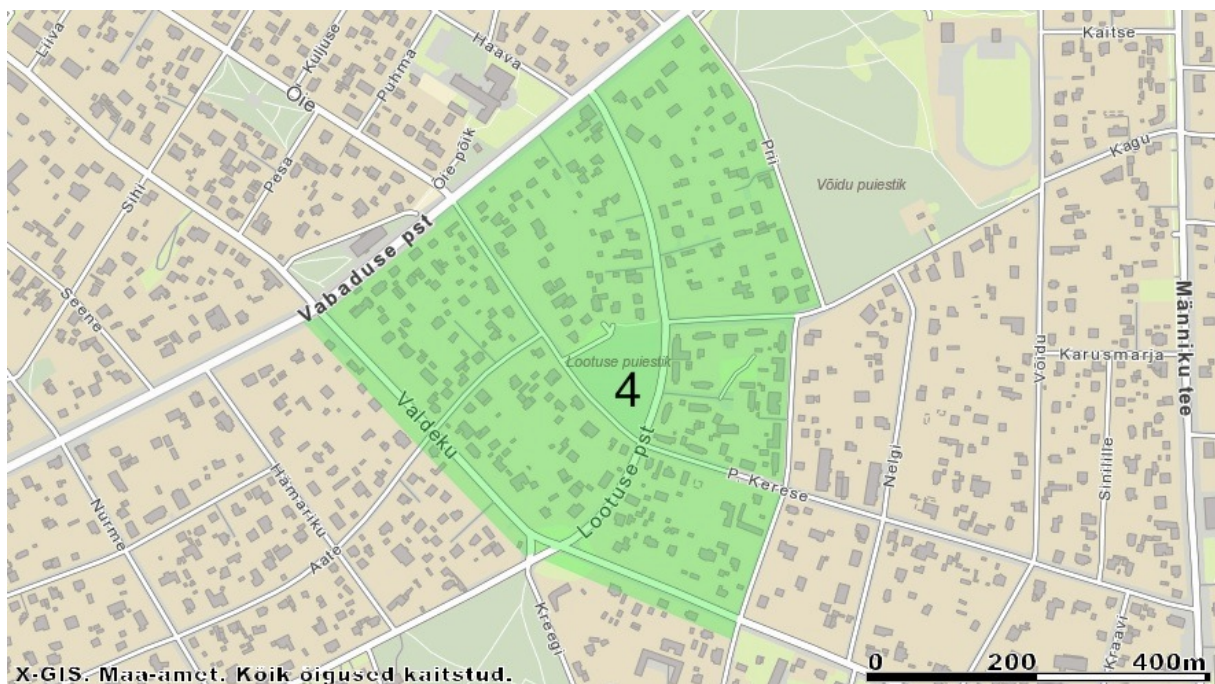 Liiva
Külijuse
Puhma
Haava
Kaitse
Õie
Prii
Kagu
Pesa
Õie põik
Sihi
Võidu puiestik
Vabaduse pst
Seene
Männiku tee
Võidu
Karusmarja
Lootuse puiestik
4
Valdeku
Lootuse pst
P. Kerese
Nelgi
Sinilille
Hämariku
Nurme
Aate
Kreegi
Kraavi
X-GIS. Maa-amet. Kõik õigused kaitstud.
0 200 400m